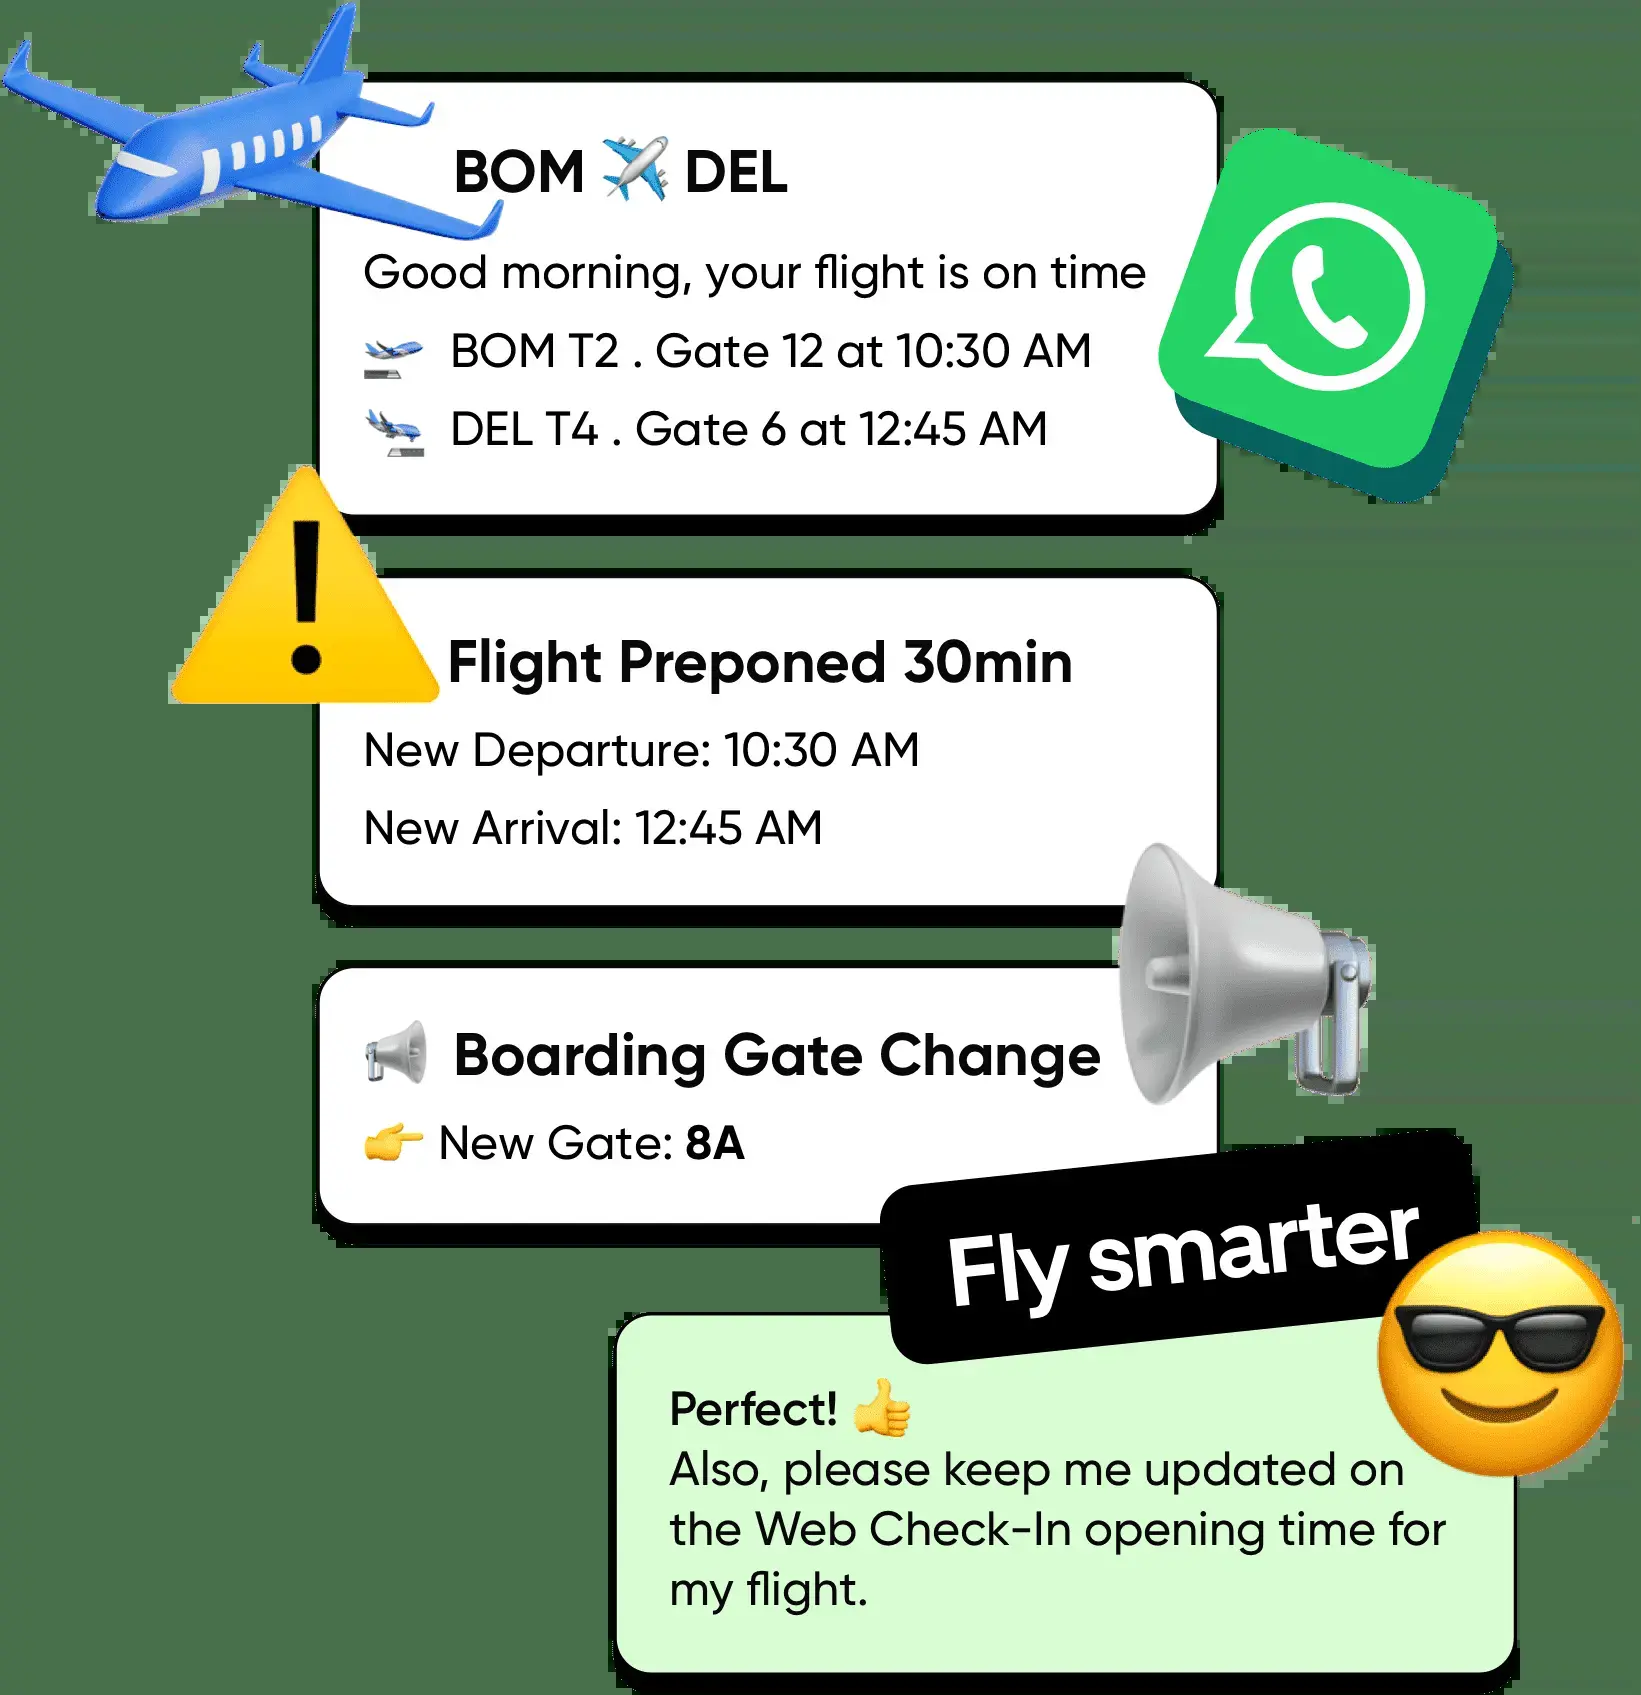 BOM ✈️ DEL
Good morning, your flight is on time
🛫 BOM T2 . Gate 12 at 10:30 AM
🛬 DEL T4 . Gate 6 at 12:45 AM
Flight Preponed 30min
New Departure: 10:30 AM
New Arrival: 12:45 AM
📢 Boarding Gate Change
👉 New Gate: 8A
Fly smarter
Perfect! 👍
Also, please keep me updated on
the Web Check-In opening time for
my flight.